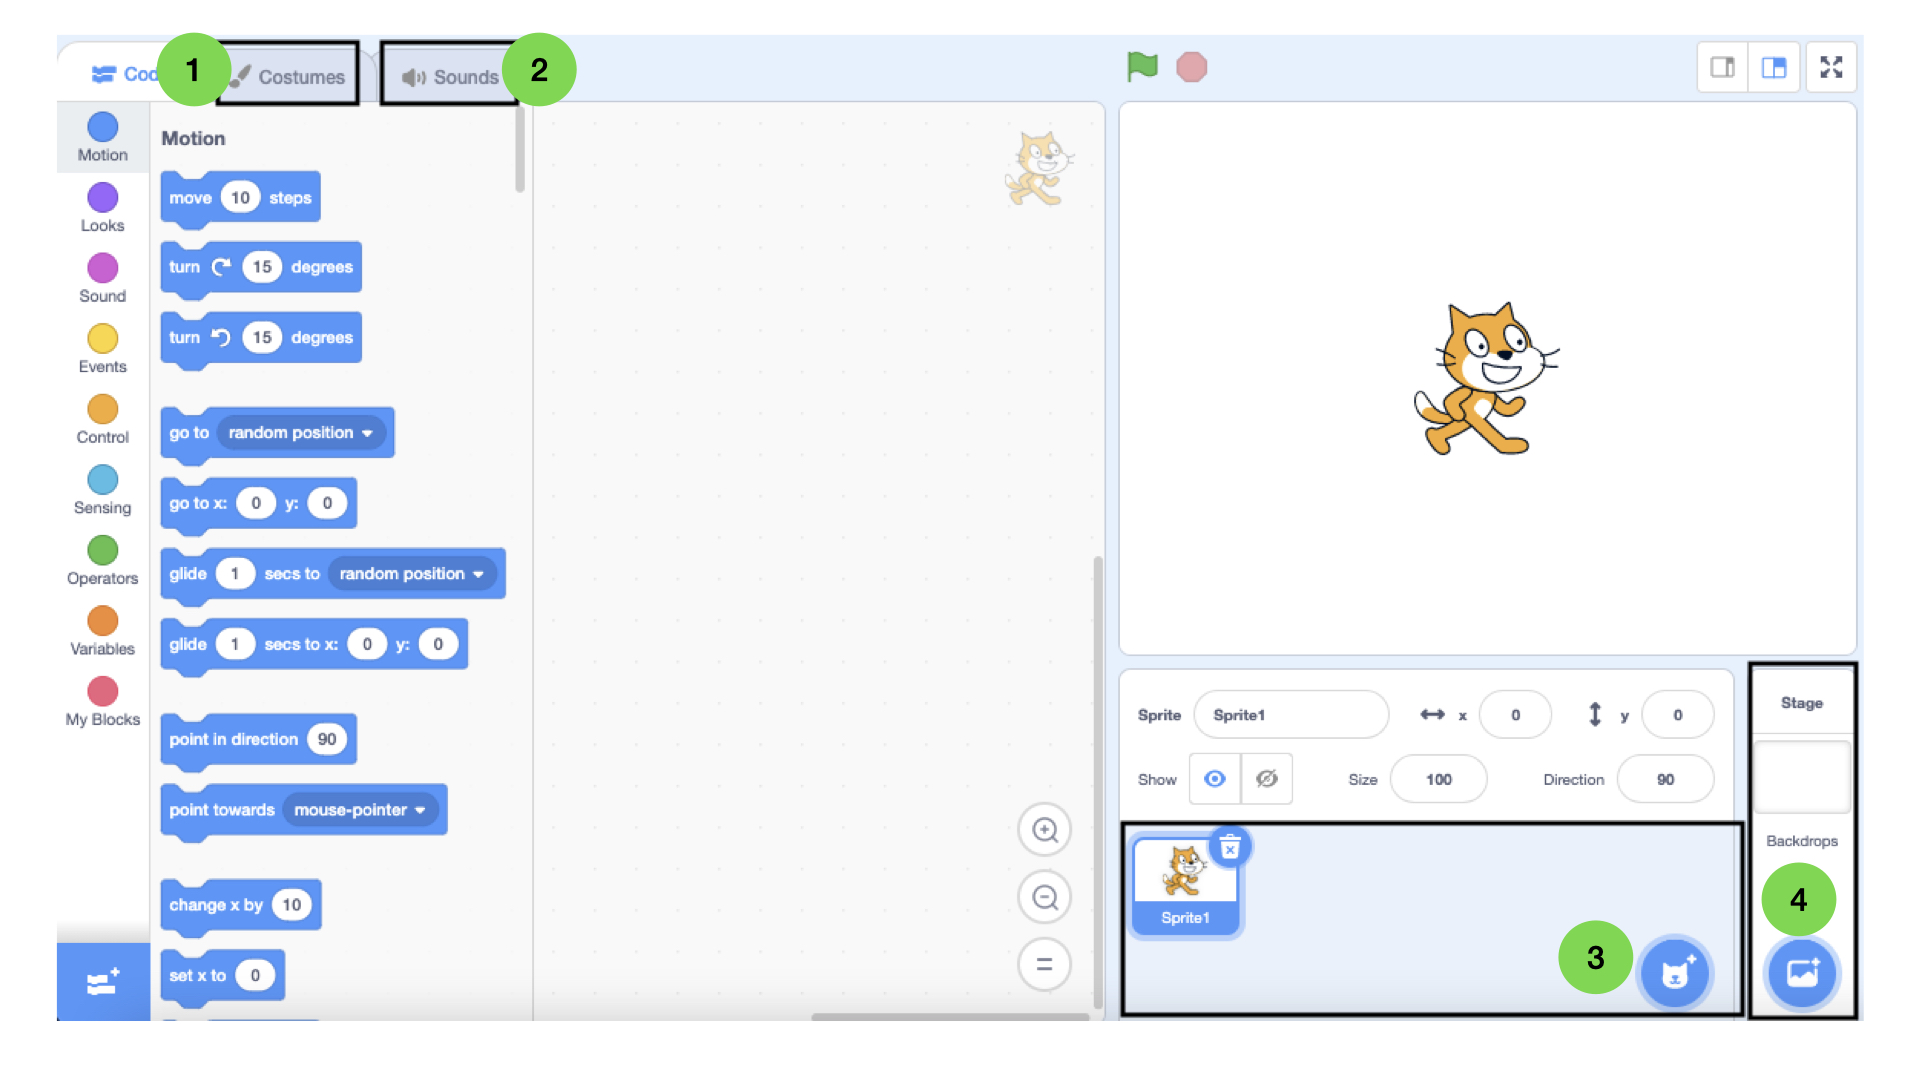 Cod
1
Costumes
Sounds
2
Motion
Looks
Sound
Events
Control
Sensing
Operators
Variables
My Blocks
Motion
move 10 steps
turn 15 degrees
turn 15 degrees
go to random position
go to x: 0 y: 0
glide 1 secs to random position
glide 1 secs to x: 0 y: 0
point in direction 90
point towards mouse-pointer
change x by 10
set x to 0
Sprite Sprite1 x 0 y 0
Show Size 100 Direction 90
Sprite1
3
Stage
Backdrops
4